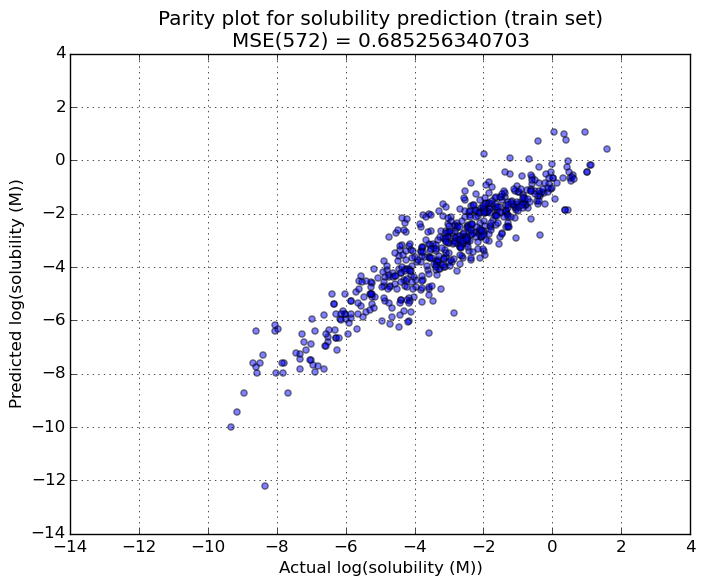 Parity plot for solubility prediction (train set)
MSE(572) = 0.685256340703
4
2
0
−2
−4
−6
−8
−10
−12
−14
Predicted log(solubility (M))
−14 −12 −10 −8 −6 −4 −2 0 2 4
Actual log(solubility (M))